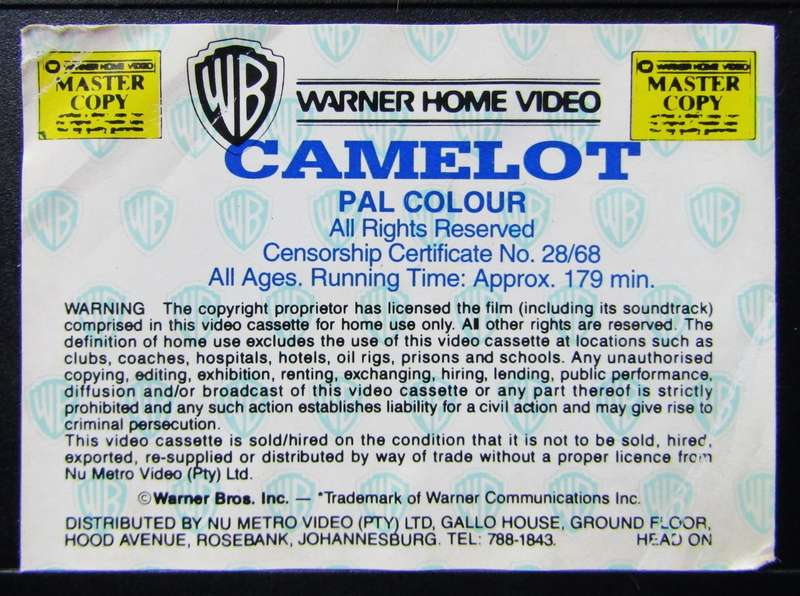 WARNER HOME VIDEO
MASTER
COPY
WB
WARNER HOME VIDEO
WARNER HOME VIDEO
MASTER
COPY
CAMELOT
PAL COLOUR
All Rights Reserved
Censorship Certificate No. 28/68
All Ages. Running Time: Approx. 179 min.
WARNING The copyright proprietor has licensed the film (including its soundtrack)
comprised in this video cassette for home use only. All other rights are reserved. The
definition of home use excludes the use of this video cassette at locations such as
clubs, coaches, hospitals, hotels, oil rigs, prisons and schools. Any unauthorised
copying, editing, exhibition, renting, exchanging, hiring, lending, public performance,
diffusion and/or broadcast of this video cassette or any part thereof is strictly
prohibited and any such action establishes liability for a civil action and may give rise to
criminal persecution.
This video cassette is sold/hired on the condition that it is not to be sold, hired,
exported, re-supplied or distributed by way of trade without a proper licence from
Nu Metro Video (Pty) Ltd.
©Warner Bros. Inc. — *Trademark of Warner Communications Inc.
DISTRIBUTED BY NU METRO VIDEO (PTY) LTD, GALLO HOUSE, GROUND FLOOR,
HOOD AVENUE, ROSEBANK, JOHANNESBURG. TEL: 788-1843. HEAD ON